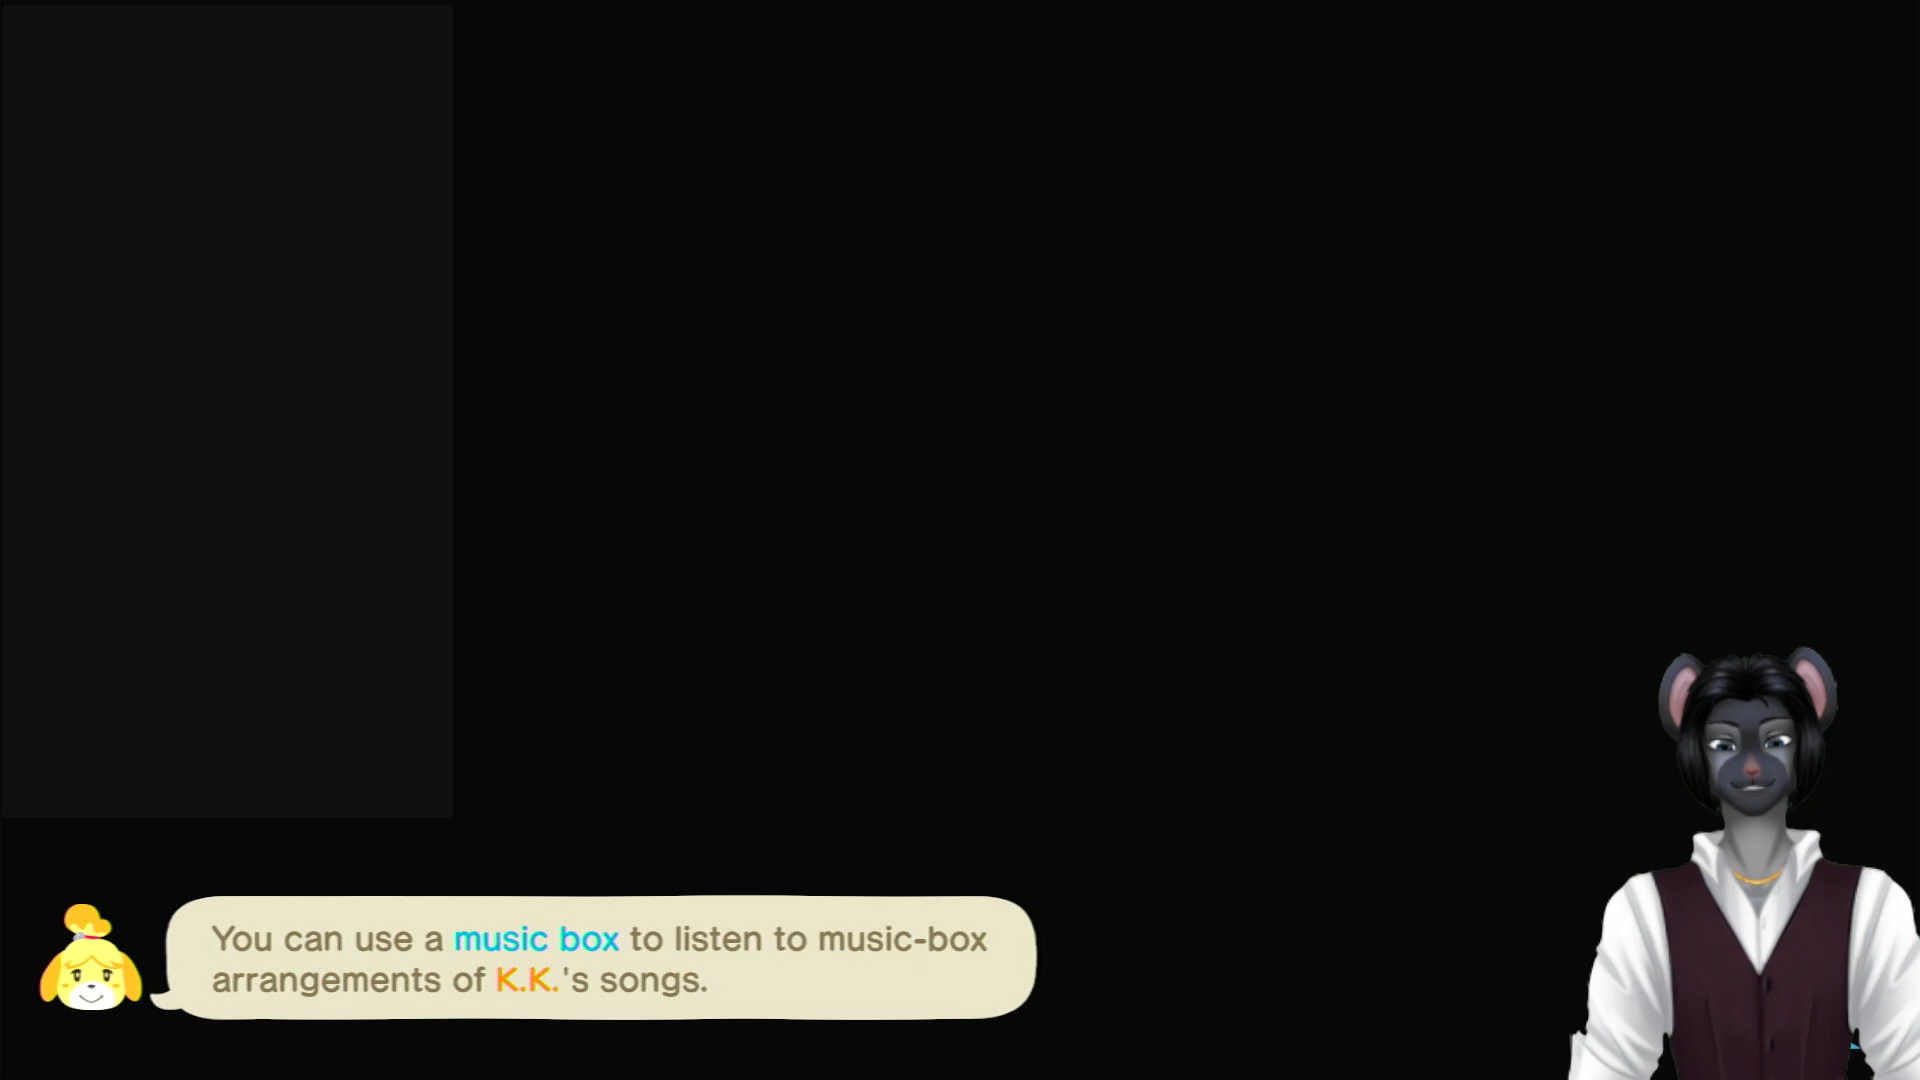 You can use a music box to listen to music-box
arrangements of K.K.'s songs.